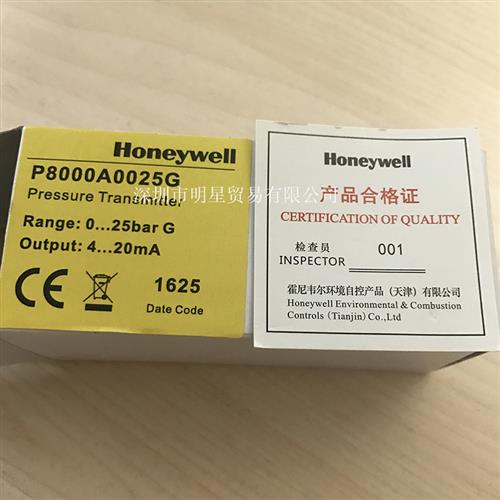 Honeywell
P8000A0025G
Pressure Transmitter
Range: 0...25bar G
Output: 4...20mA
CE
1625
Date Code
深圳市明星贸易有限公司
Honeywell
产品合格证
CERTIFICATION OF QUALITY
检查员
INSPECTOR
001
霍尼韦尔环境自控产品（天津）有限公司
Honeywell Environmental & Combustion
Controls (Tianjin) Co.,Ltd